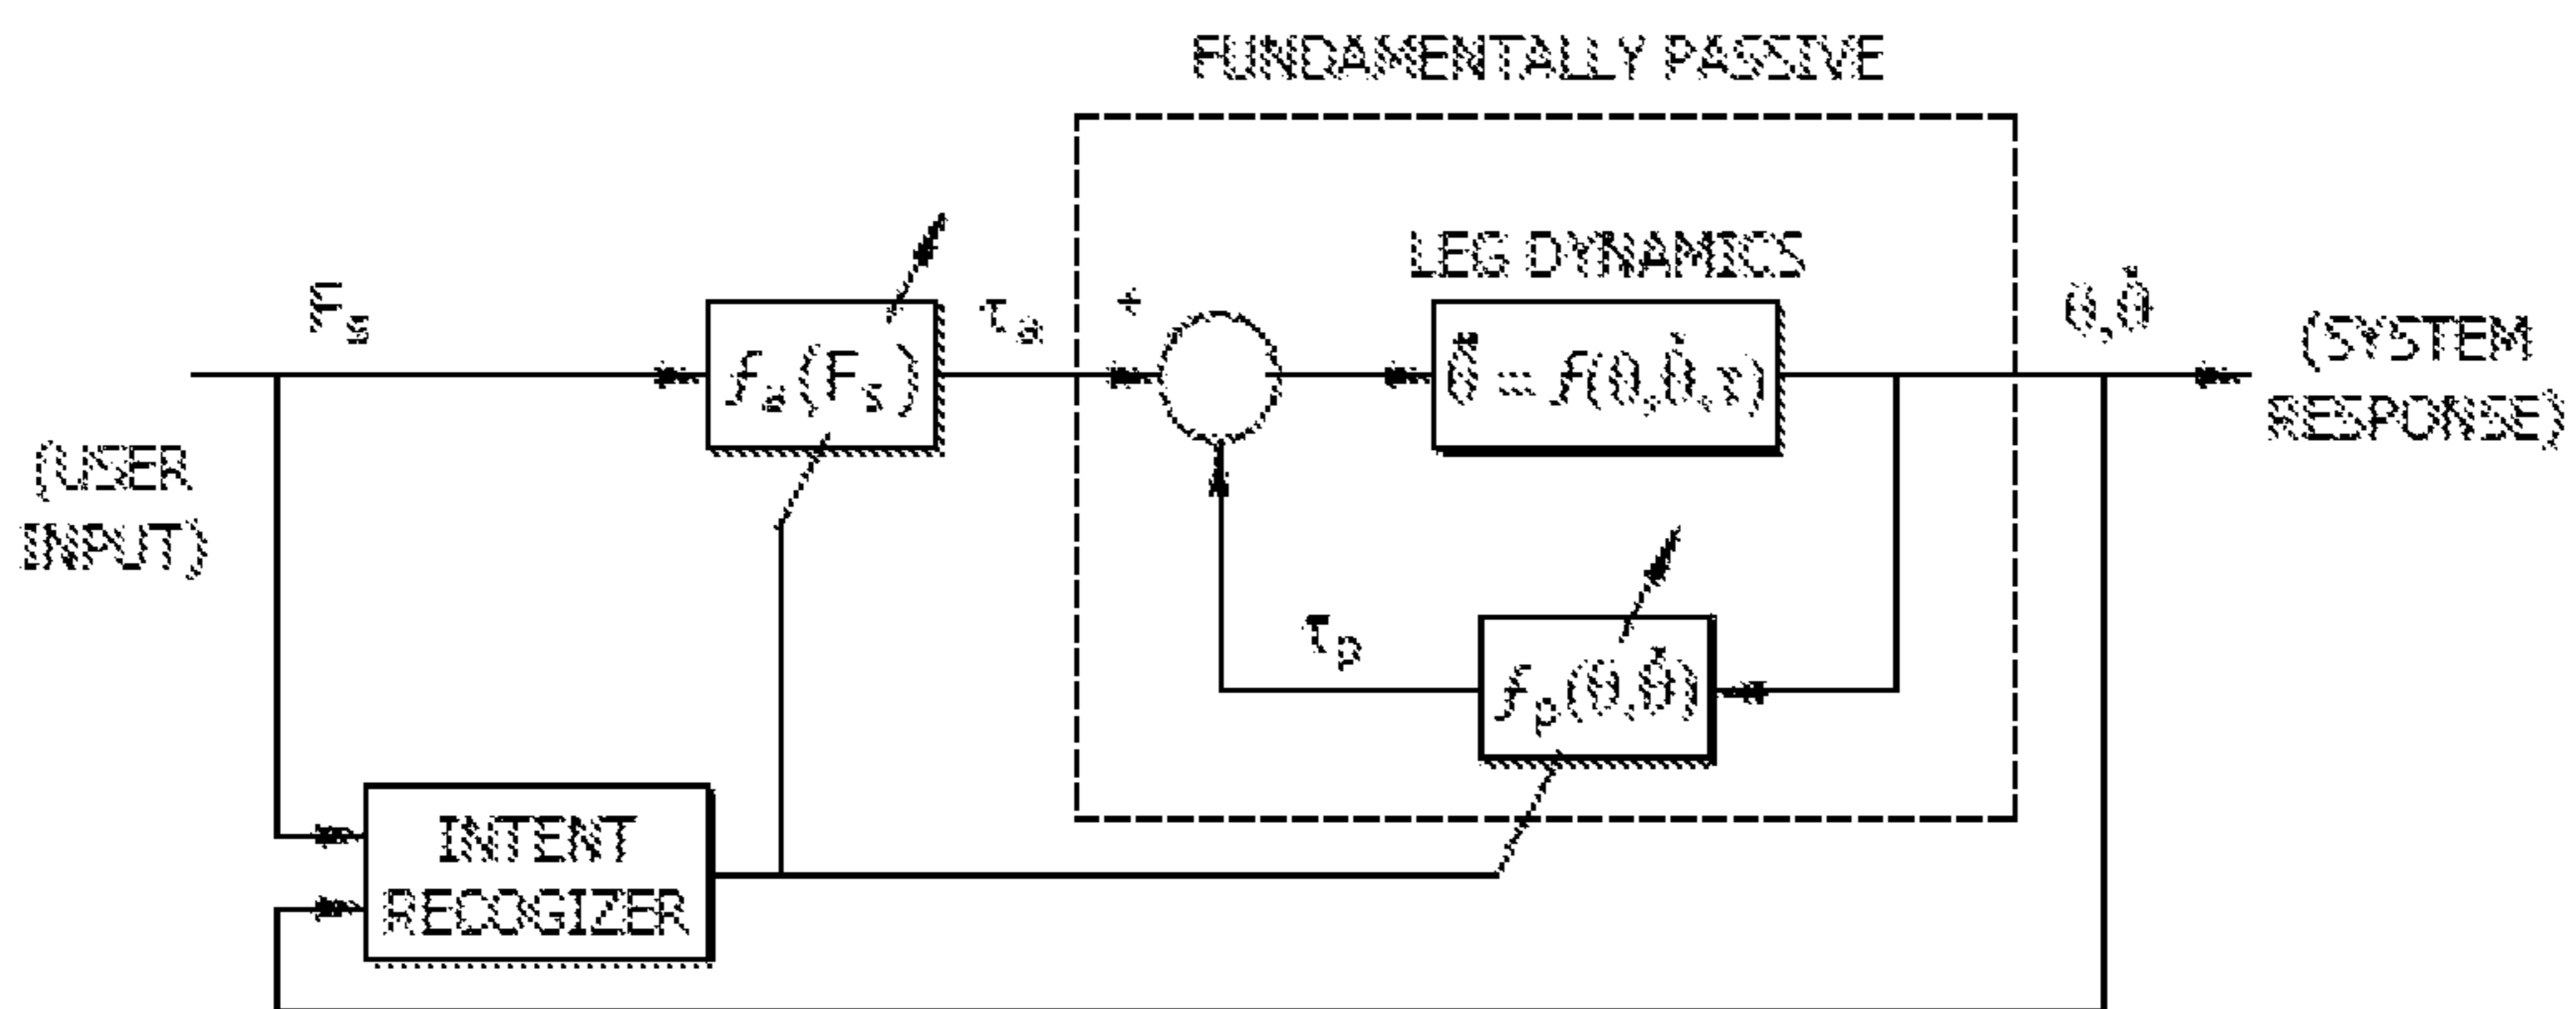 FUNDAMENTALLY PASSIVE
LEG DYNAMICS
F_s
τ_a
+
θ,θ̇
(SYSTEM
RESPONSE)
f_a(F_s)
θ̈ = f(θ,θ̇,τ)
(USER
INPUT)
τ_p
f_p(θ,θ̇)
INTENT
RECOGIZER